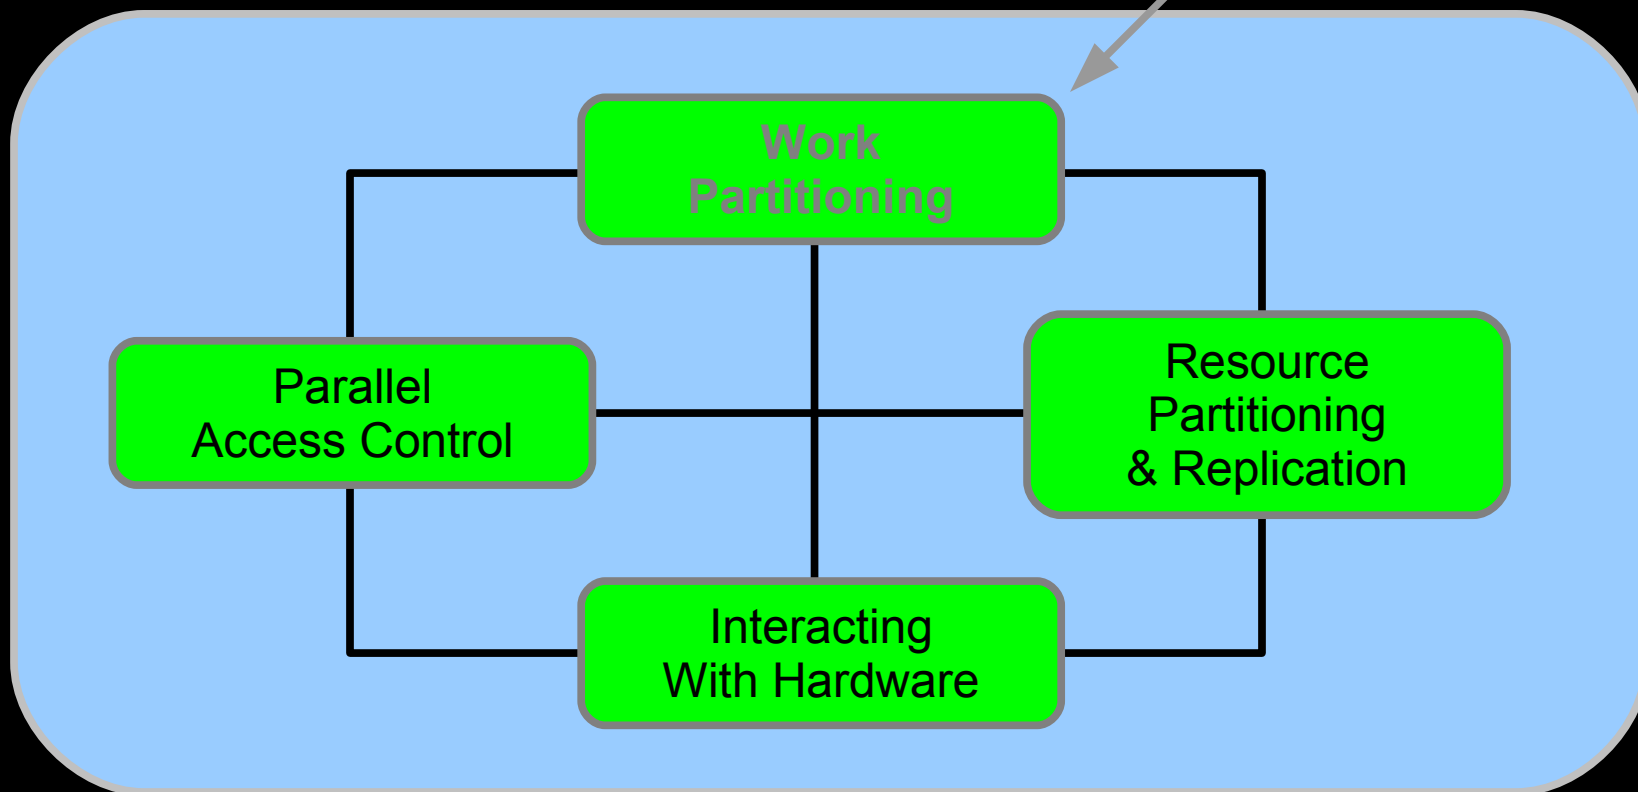 Work
Partitioning
Parallel
Access Control
Resource
Partitioning
& Replication
Interacting
With Hardware